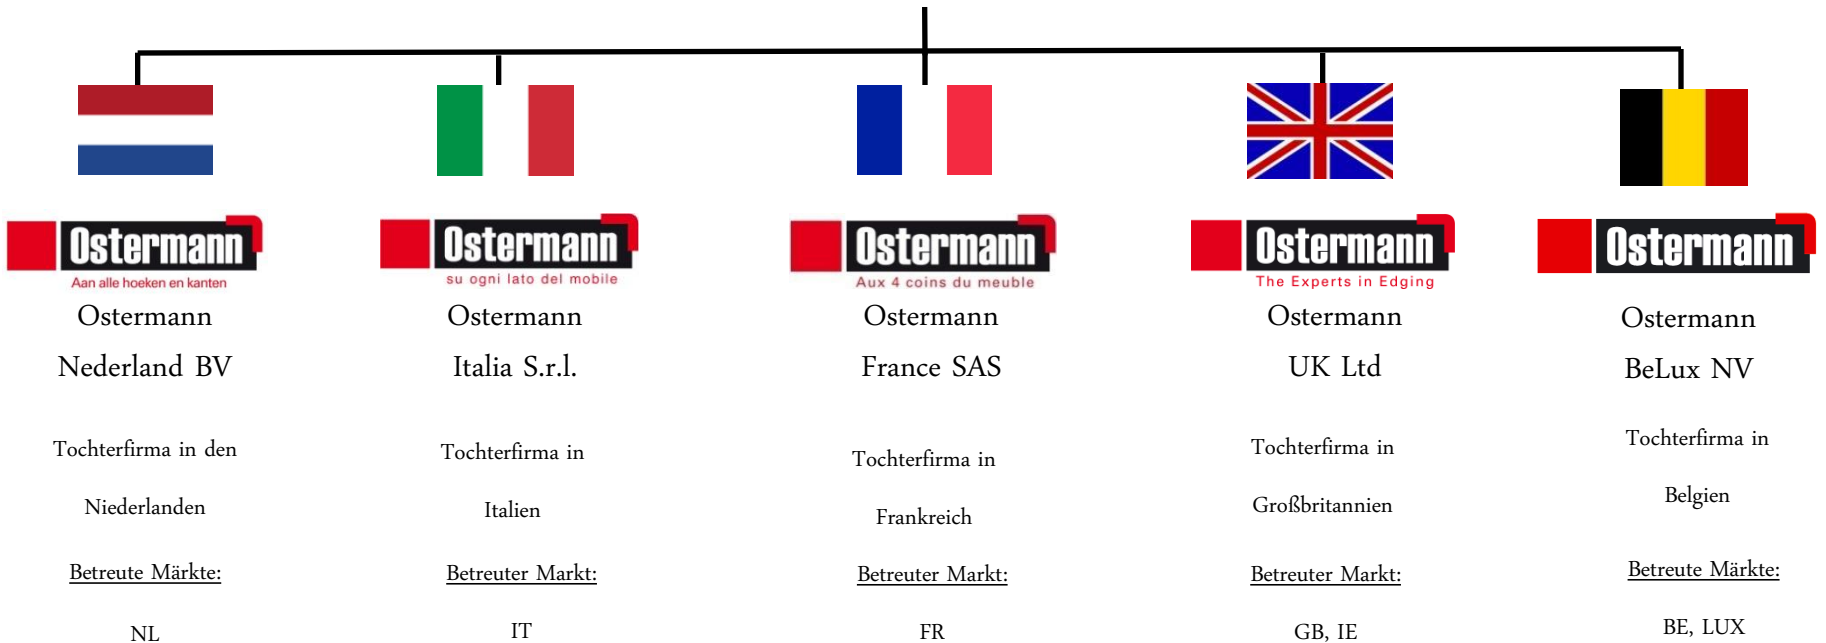 Ostermann
Aan alle hoeken en kanten
Ostermann
Nederland BV
Tochterfirma in den
Niederlanden
Betreute Märkte:
NL
Ostermann
su ogni lato del mobile
Ostermann
Italia S.r.l.
Tochterfirma in
Italien
Betreuter Markt:
IT
Ostermann
Aux 4 coins du meuble
Ostermann
France SAS
Tochterfirma in
Frankreich
Betreuter Markt:
FR
Ostermann
The Experts in Edging
Ostermann
UK Ltd
Tochterfirma in
Großbritannien
Betreuter Markt:
GB, IE
Ostermann
Ostermann
BeLux NV
Tochterfirma in
Belgien
Betreute Märkte:
BE, LUX